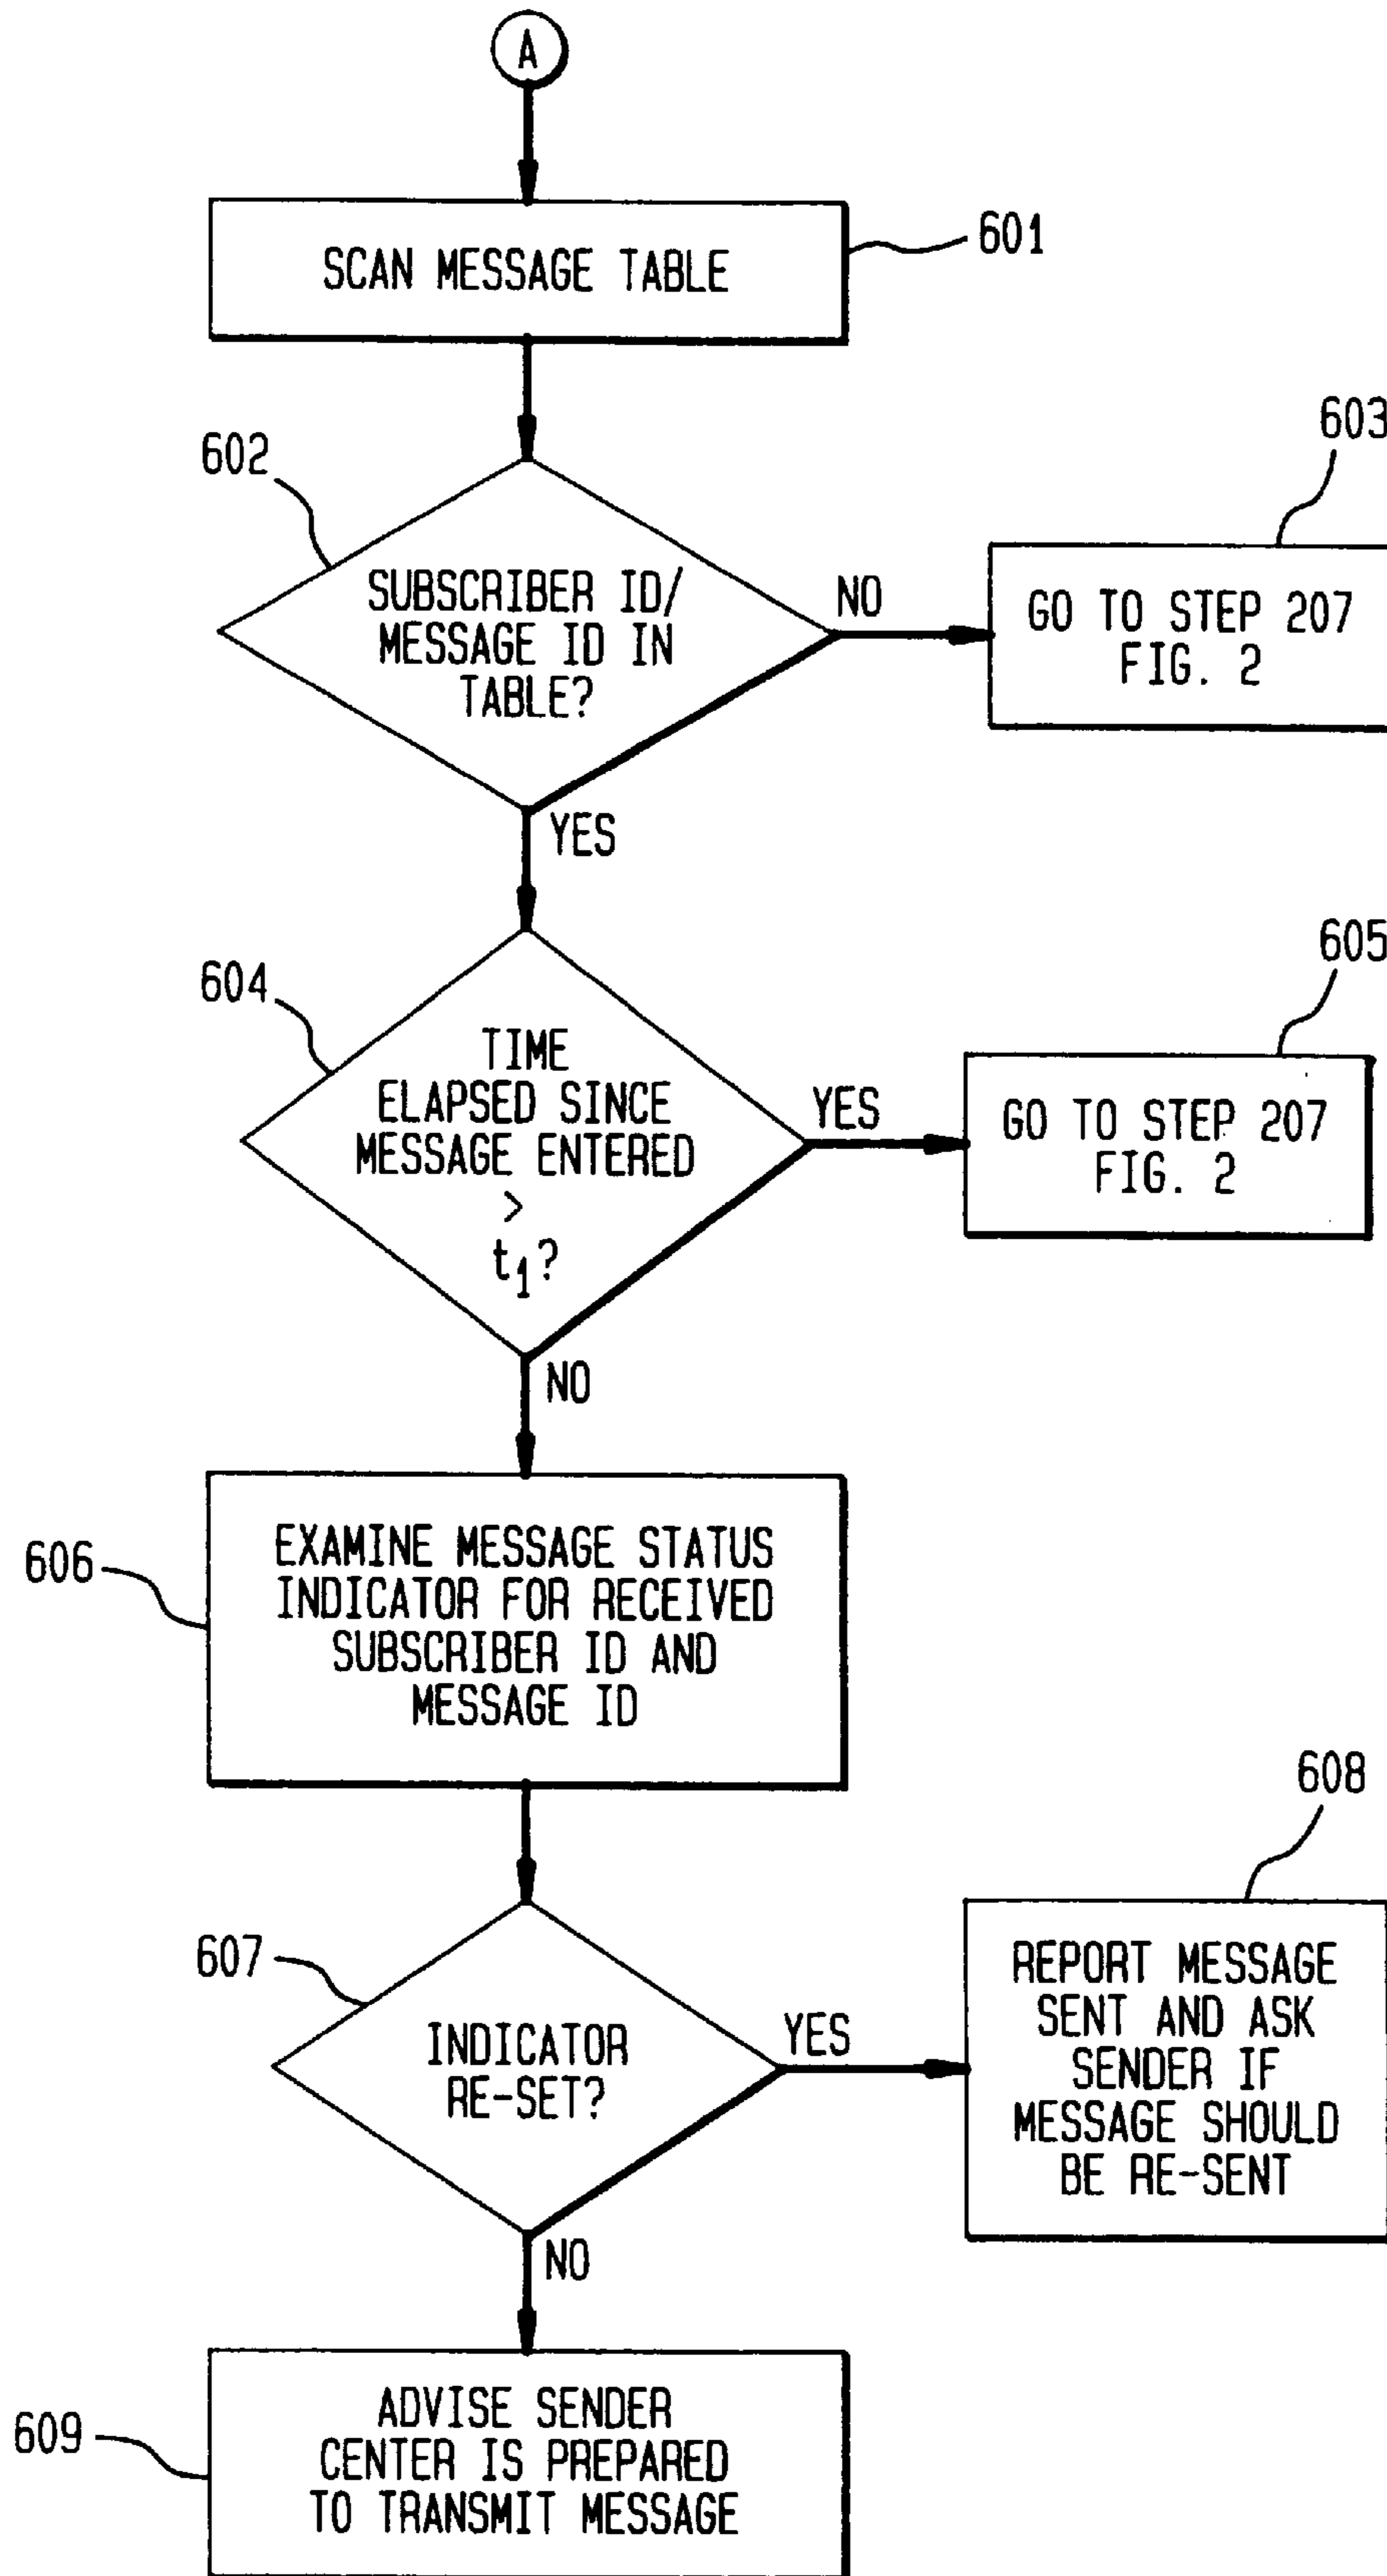 A
SCAN MESSAGE TABLE
601
602
SUBSCRIBER ID/
MESSAGE ID IN
TABLE?
NO
603
GO TO STEP 207
FIG. 2
YES
604
TIME
ELAPSED SINCE
MESSAGE ENTERED
>
t1?
YES
605
GO TO STEP 207
FIG. 2
NO
606
EXAMINE MESSAGE STATUS
INDICATOR FOR RECEIVED
SUBSCRIBER ID AND
MESSAGE ID
607
INDICATOR
RE-SET?
YES
608
REPORT MESSAGE
SENT AND ASK
SENDER IF
MESSAGE SHOULD
BE RE-SENT
NO
609
ADVISE SENDER
CENTER IS PREPARED
TO TRANSMIT MESSAGE